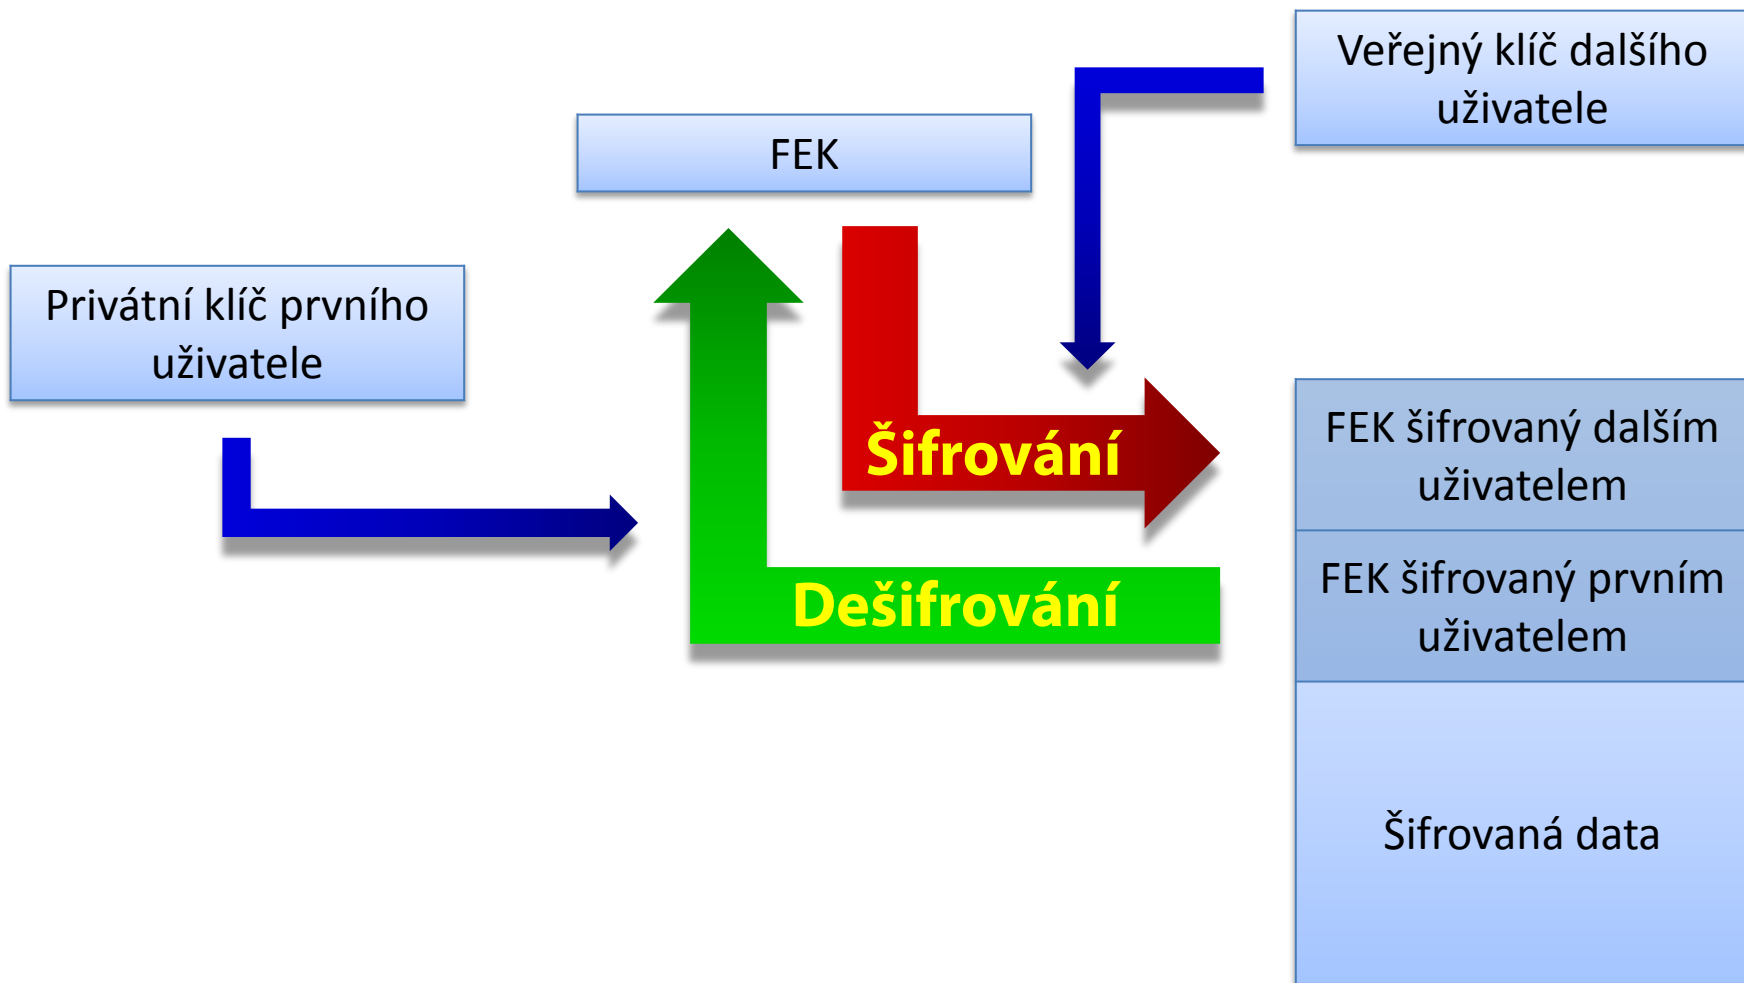 Veřejný klíč dalšího
uživatele
FEK
Privátní klíč prvního
uživatele
Šifrování
FEK šifrovaný dalším
uživatelem
Dešifrování
FEK šifrovaný prvním
uživatelem
Šifrovaná data